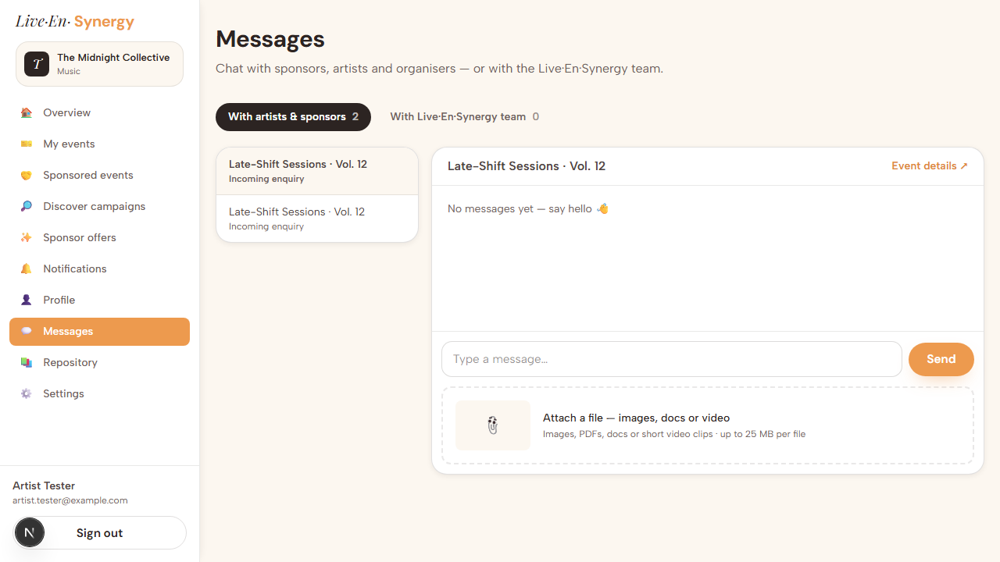 Live·En· Synergy
T
The Midnight Collective
Music
Overview
My events
Sponsored events
Discover campaigns
Sponsor offers
Notifications
Profile
Messages
Repository
Settings
Artist Tester
artist.tester@example.com
N
Sign out
Messages
Chat with sponsors, artists and organisers — or with the Live·En·Synergy team.
With artists & sponsors 2
With Live·En·Synergy team 0
Late-Shift Sessions · Vol. 12
Incoming enquiry
Late-Shift Sessions · Vol. 12
Incoming enquiry
Late-Shift Sessions · Vol. 12
Event details ↗
No messages yet — say hello 👋
Type a message…
Send
Attach a file — images, docs or video
Images, PDFs, docs or short video clips · up to 25 MB per file